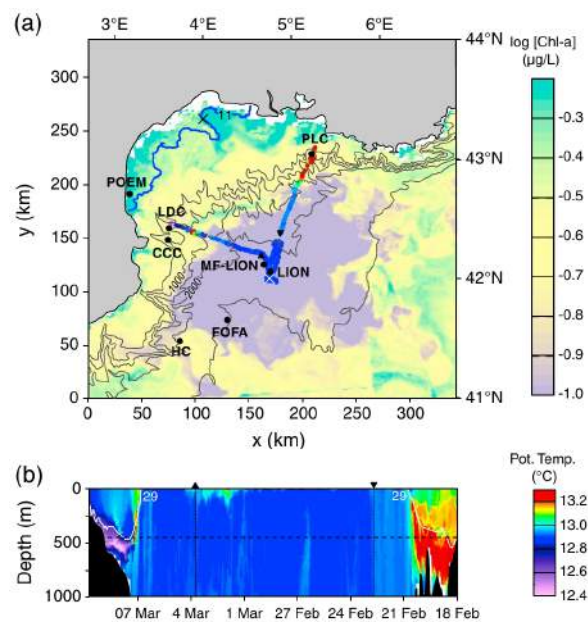 (a)
3°E 4°E 5°E 6°E
log [Chl-a]
(µg/L)
44°N
300
250
200
150
100
50
0
y (km)
11
PLC
43°N
POEM
LDC
CCC
1000
2000
MF-LION
LION
42°N
EOFA
HC
41°N
0 50 100 150 200 250 300
x (km)
-0.3
-0.4
-0.5
-0.6
-0.7
-0.8
-0.9
-1.0
(b)
Pot. Temp.
(°C)
0
500
1000
Depth (m)
29 29
13.2
13.0
12.8
12.6
12.4
07 Mar 4 Mar 1 Mar 27 Feb 24 Feb 21 Feb 18 Feb